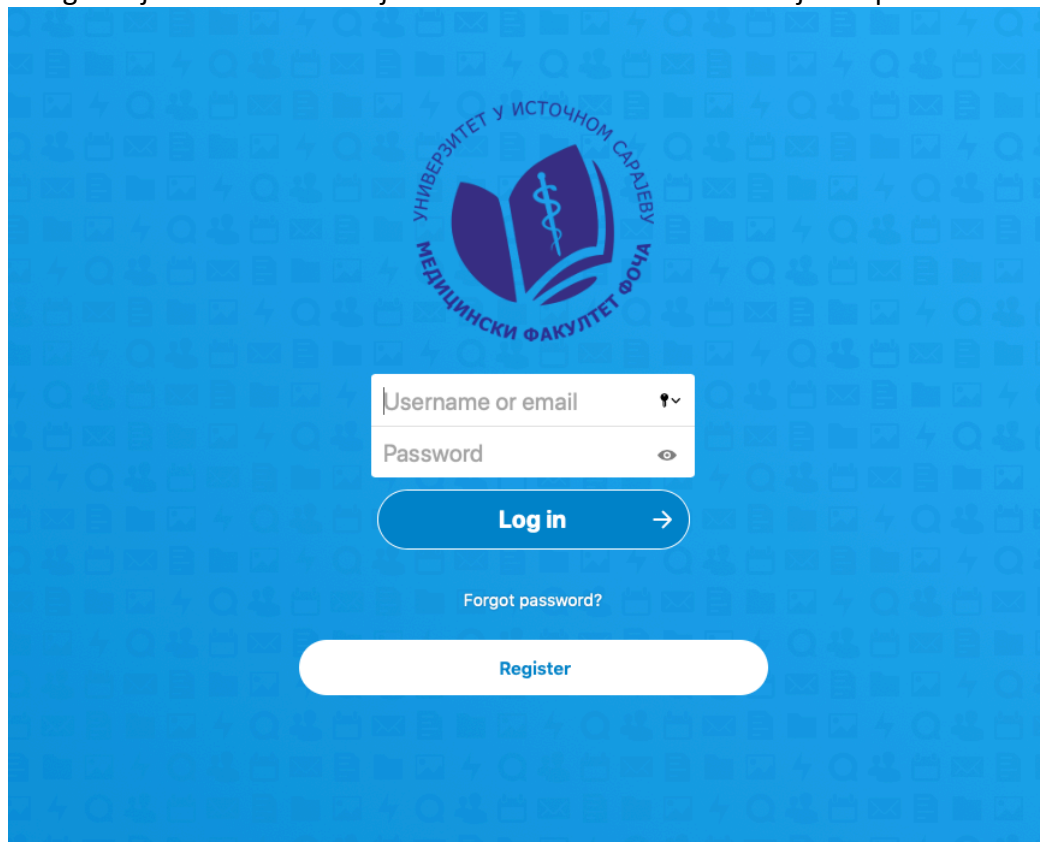 УНИВЕРЗИТЕТ У ИСТОЧНОМ САРАЈЕВУ
МЕДИЦИНСКИ ФАКУЛТЕТ ФОЧА
Username or email
Password
Log in
Forgot password?
Register